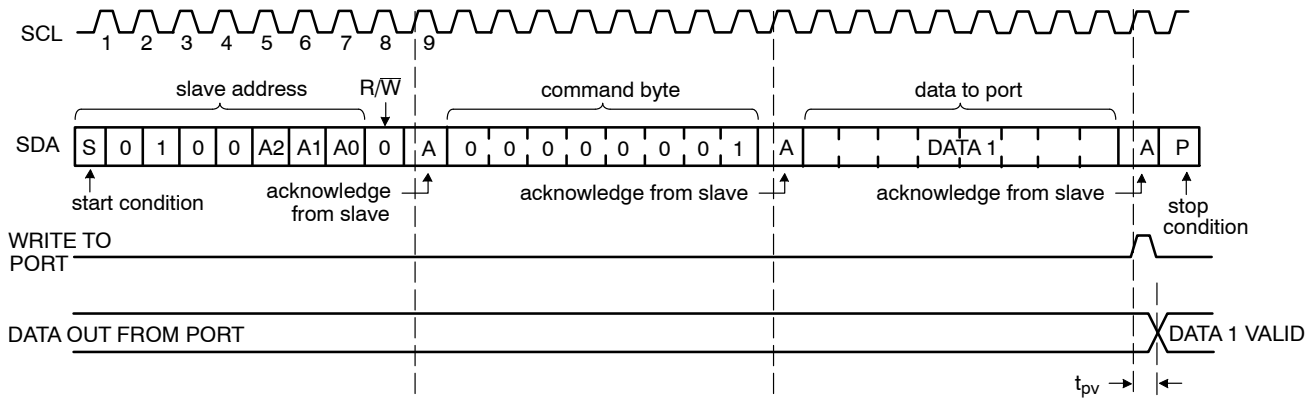 SCL
1 2 3 4 5 6 7 8 9
slave address
R/W̅
command byte
data to port
SDA
S 0 1 0 0 A2 A1 A0 0 A 0 0 0 0 0 0 0 1 A DATA 1 A P
start condition
acknowledge
from slave
acknowledge from slave
acknowledge from slave
stop
condition
WRITE TO
PORT
DATA OUT FROM PORT
DATA 1 VALID
tpv